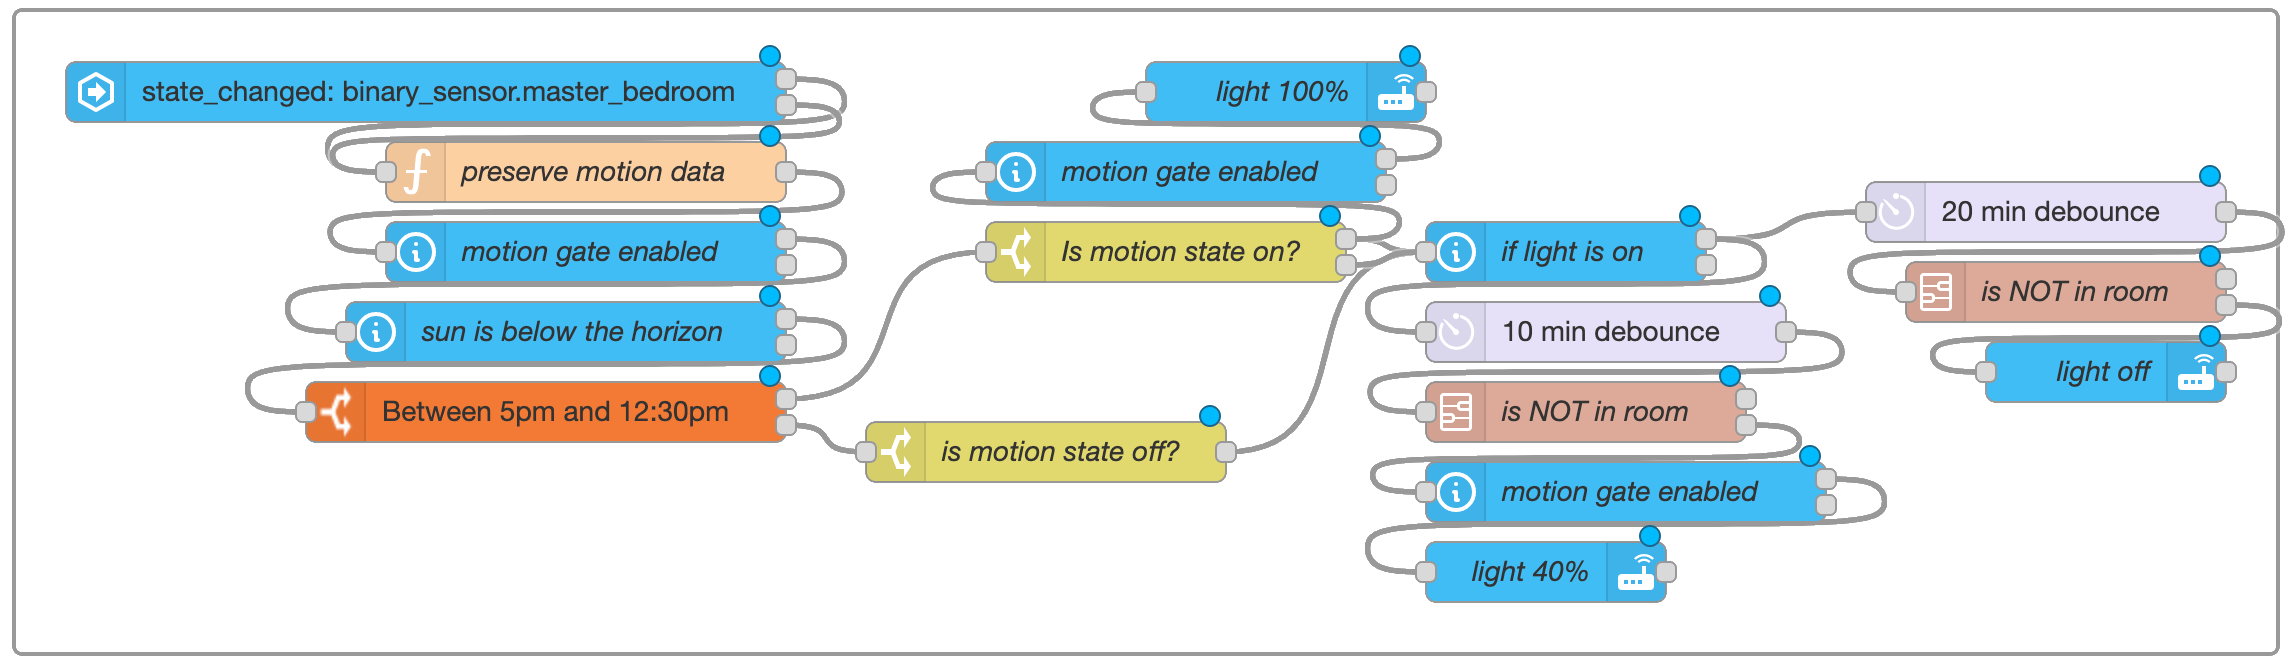 state_changed: binary_sensor.master_bedroom
preserve motion data
motion gate enabled
sun is below the horizon
Between 5pm and 12:30pm
is motion state off?
light 100%
motion gate enabled
Is motion state on?
if light is on
10 min debounce
is NOT in room
motion gate enabled
light 40%
20 min debounce
is NOT in room
light off